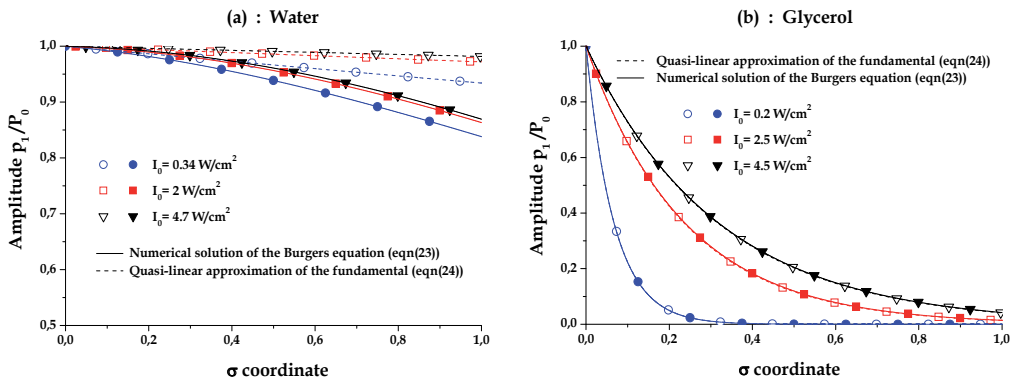 (a) : Water
1,0
0,9
0,8
0,7
0,6
0,5
Amplitude p₁/P₀
I₀= 0.34 W/cm²
I₀= 2 W/cm²
I₀= 4.7 W/cm²
Numerical solution of the Burgers equation (eqn(23))
Quasi-linear approximation of the fundamental (eqn(24))
0,0 0,2 0,4 0,6 0,8 1,0
σ coordinate
(b) : Glycerol
1,0
0,8
0,6
0,4
0,2
0,0
Amplitude p₁/P₀
Quasi-linear approximation of the fundamental (eqn(24))
Numerical solution of the Burgers equation (eqn(23))
I₀= 0.2 W/cm²
I₀= 2.5 W/cm²
I₀= 4.5 W/cm²
0,0 0,2 0,4 0,6 0,8 1,0
σ coordinate